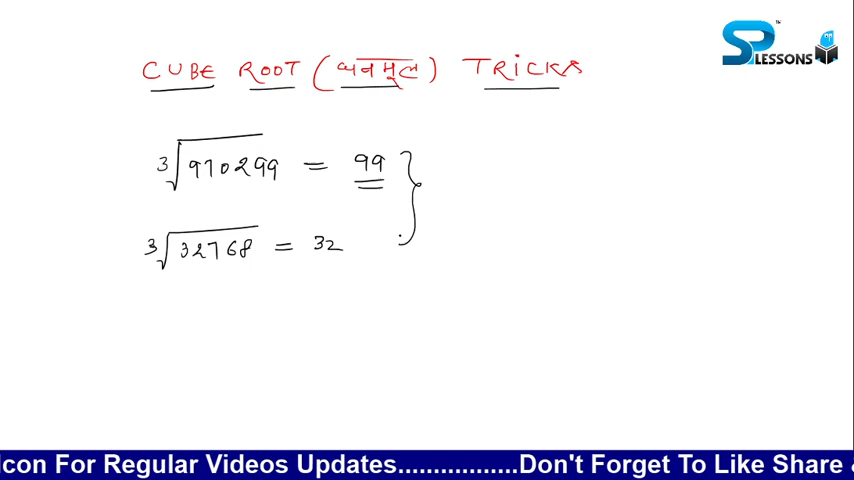 SP LESSONS
CUBE ROOT (घनमूल) TRICKS
3√970299 = 99
3√32768 = 32
Icon For Regular Videos Updates.................Don't Forget To Like Share &